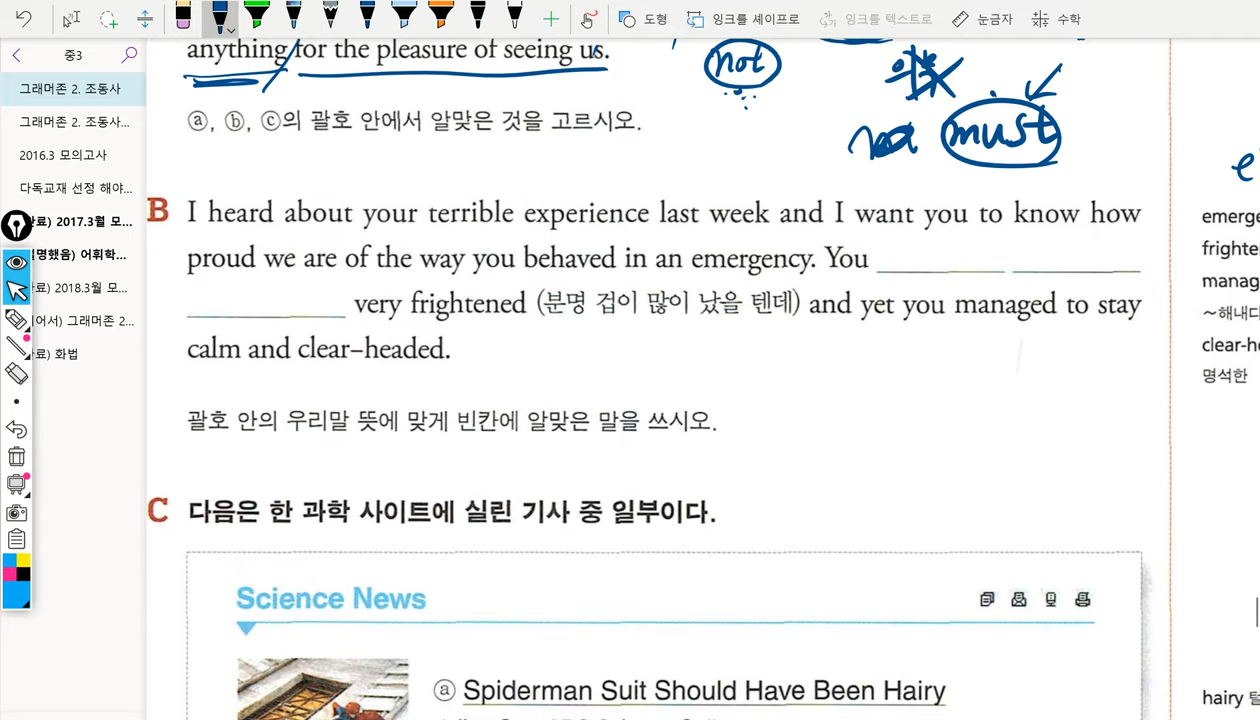 도형
잉크를 셰이프로
잉크를 텍스트로
눈금자
수학
중3
그래머존 2. 조동사
그래머존 2. 조동사...
2016.3 모의고사
다독교재 선정 해야...
료) 2017.3월 모...
명했음) 어휘학...
료) 2018.3월 모...
어서) 그래머존 2...
료) 화법
anything for the pleasure of seeing us.
not
must
ⓐ, ⓑ, ⓒ의 괄호 안에서 알맞은 것을 고르시오.
B I heard about your terrible experience last week and I want you to know how
proud we are of the way you behaved in an emergency. You
very frightened (분명 겁이 많이 났을 텐데) and yet you managed to stay
calm and clear-headed.
괄호 안의 우리말 뜻에 맞게 빈칸에 알맞은 말을 쓰시오.
C 다음은 한 과학 사이트에 실린 기사 중 일부이다.
Science News
ⓐ Spiderman Suit Should Have Been Hairy
e
emerge
frighte
manag
~해내다
clear-he
명석한
hairy 털